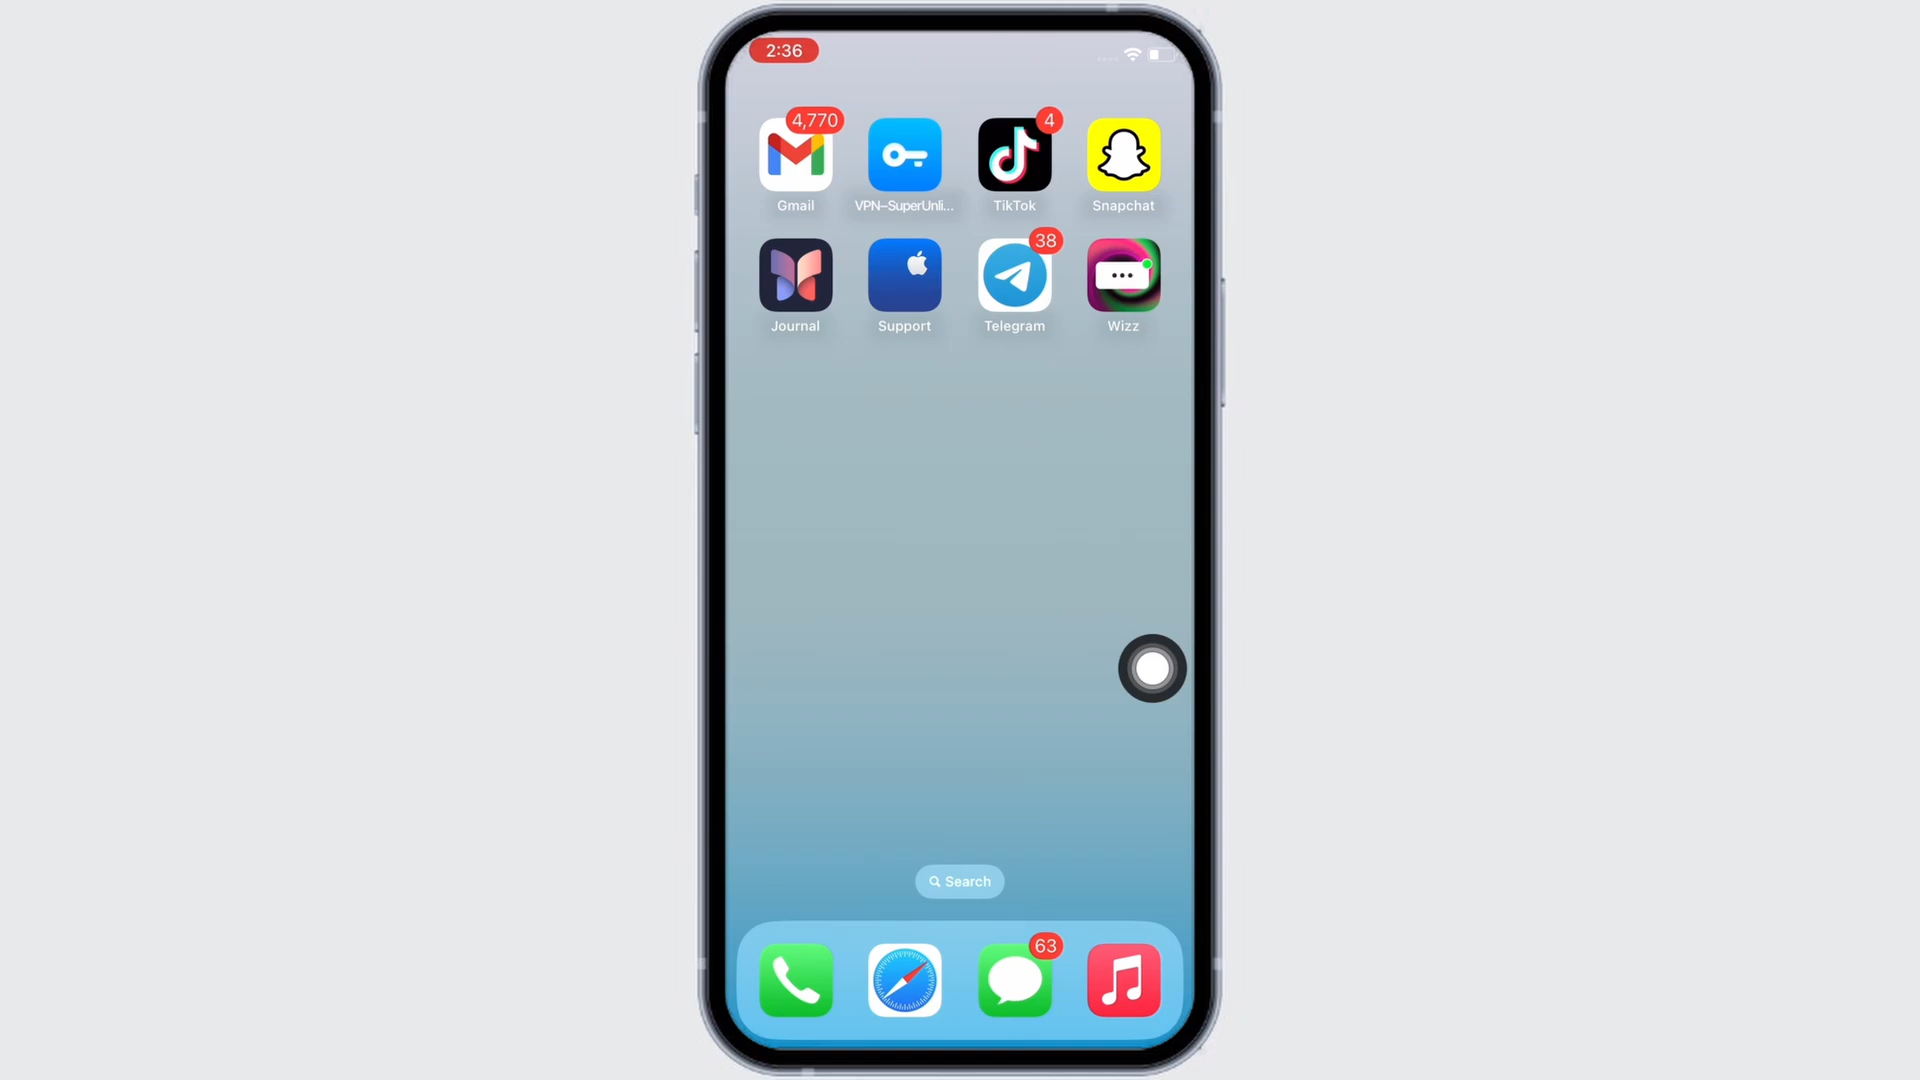 2:36
4,770
4
Gmail
VPN–SuperUnli...
TikTok
Snapchat
38
Journal
Support
Telegram
Wizz
Search
63